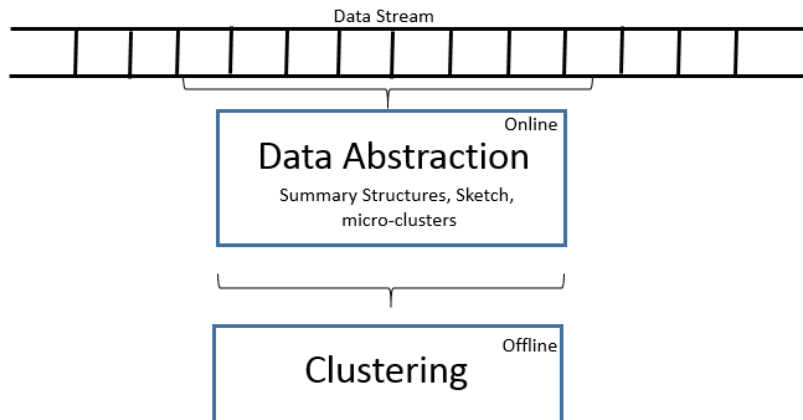 Data Stream
Online
Data Abstraction
Summary Structures, Sketch,
micro-clusters
Offline
Clustering